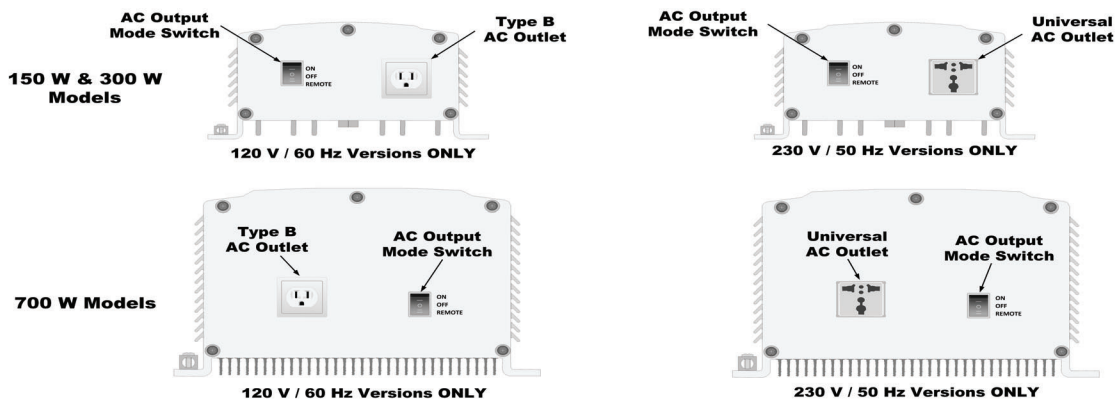 AC Output
Mode Switch
Type B
AC Outlet
AC Output
Mode Switch
Universal
AC Outlet
150 W & 300 W
Models
ON
OFF
REMOTE
ON
OFF
REMOTE
120 V / 60 Hz Versions ONLY
230 V / 50 Hz Versions ONLY
Type B
AC Outlet
AC Output
Mode Switch
Universal
AC Outlet
AC Output
Mode Switch
700 W Models
ON
OFF
REMOTE
ON
OFF
REMOTE
120 V / 60 Hz Versions ONLY
230 V / 50 Hz Versions ONLY